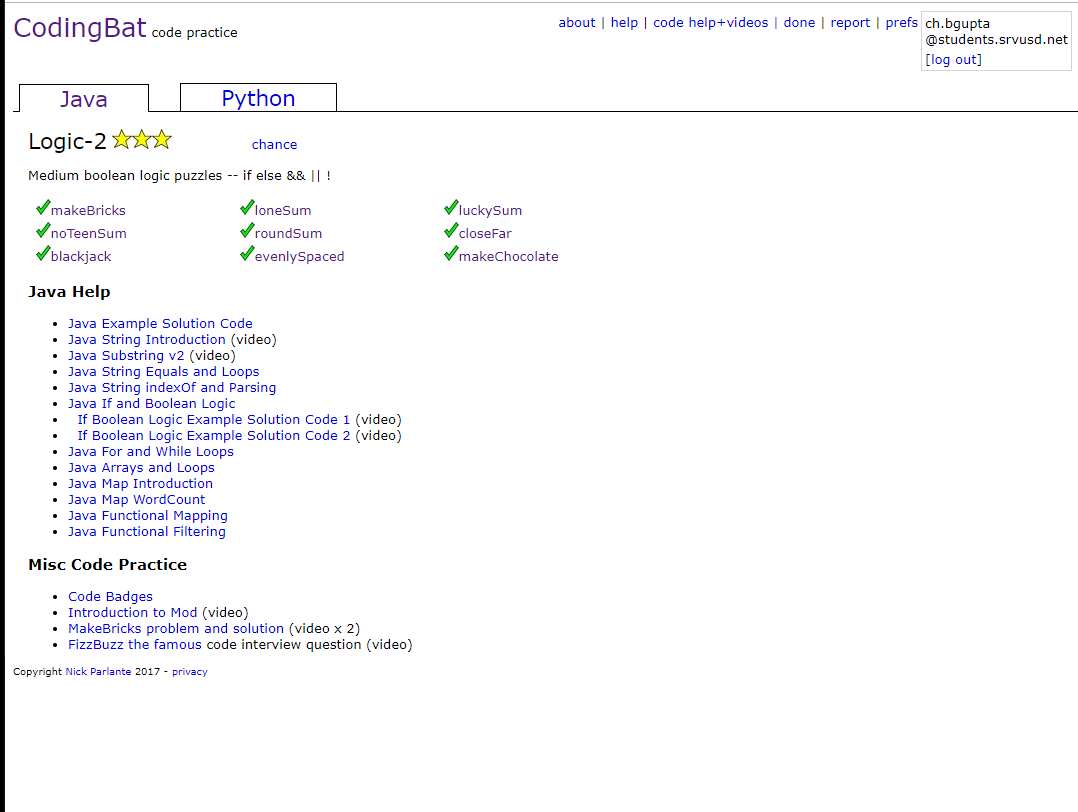 CodingBat code practice
about | help | code help+videos | done | report | prefs
ch.bgupta
@students.srvusd.net
[log out]
Java
Python
Logic-2
chance
Medium boolean logic puzzles -- if else && || !
makeBricks loneSum luckySum
noTeenSum roundSum closeFar
blackjack evenlySpaced makeChocolate
Java Help
Java Example Solution Code
Java String Introduction (video)
Java Substring v2 (video)
Java String Equals and Loops
Java String indexOf and Parsing
Java If and Boolean Logic
If Boolean Logic Example Solution Code 1 (video)
If Boolean Logic Example Solution Code 2 (video)
Java For and While Loops
Java Arrays and Loops
Java Map Introduction
Java Map WordCount
Java Functional Mapping
Java Functional Filtering
Misc Code Practice
Code Badges
Introduction to Mod (video)
MakeBricks problem and solution (video x 2)
FizzBuzz the famous code interview question (video)
Copyright Nick Parlante 2017 - privacy